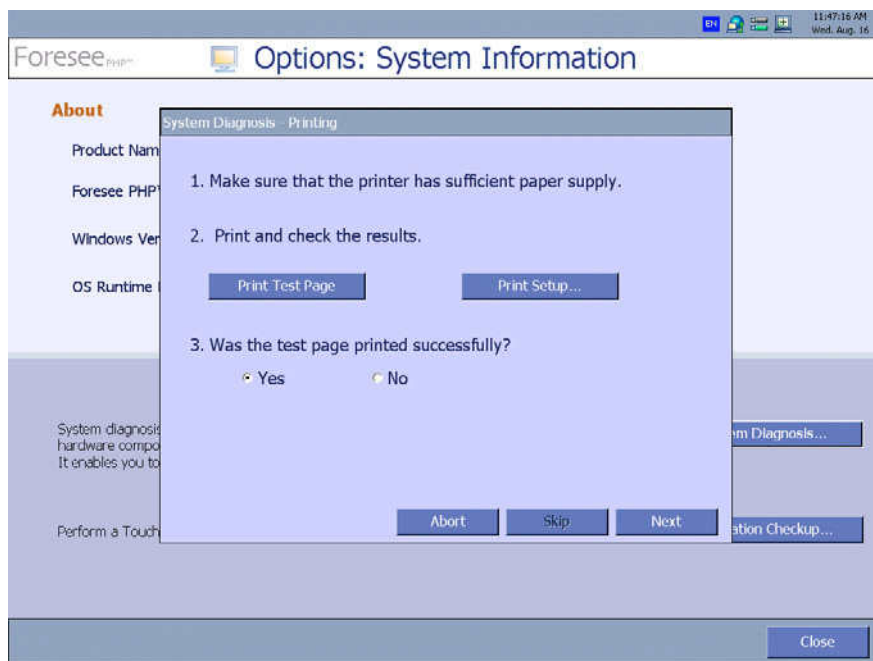 EN
11:47:16 AM
Wed. Aug. 16
Foresee PHP™
Options: System Information
About
System Diagnosis - Printing
Product Nam
Foresee PHP
Windows Ver
OS Runtime
1. Make sure that the printer has sufficient paper supply.
2. Print and check the results.
Print Test Page
Print Setup...
3. Was the test page printed successfully?
Yes
No
System diagnosis
hardware compo
It enables you to
m Diagnosis...
Abort
Skip
Next
Perform a Touch
ation Checkup...
Close